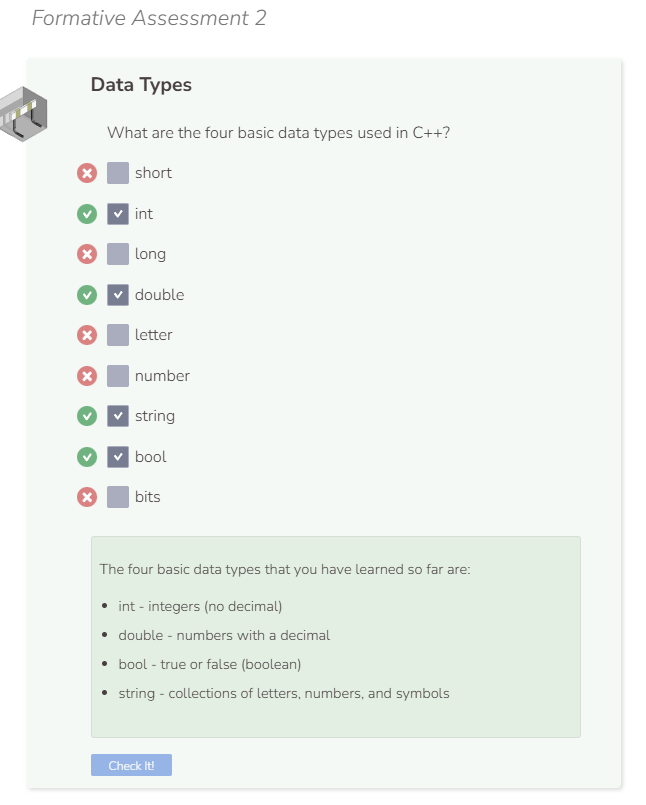 Formative Assessment 2
Data Types
What are the four basic data types used in C++?
short
int
long
double
letter
number
string
bool
bits
The four basic data types that you have learned so far are:
• int - integers (no decimal)
• double - numbers with a decimal
• bool - true or false (boolean)
• string - collections of letters, numbers, and symbols
Check It!